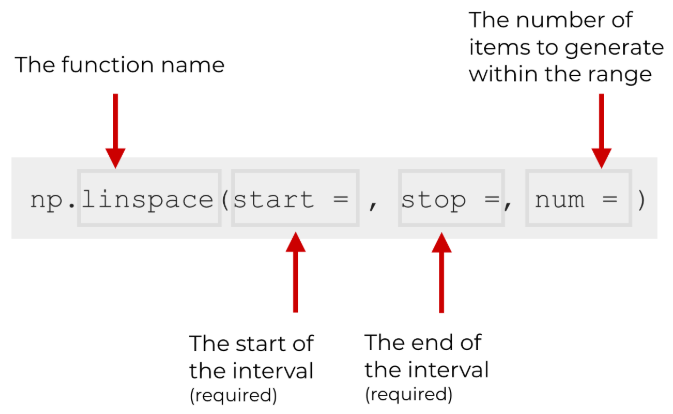 The number of
items to generate
within the range
The function name
np.linspace(start = , stop =, num = )
The start of
the interval
(required)
The end of
the interval
(required)